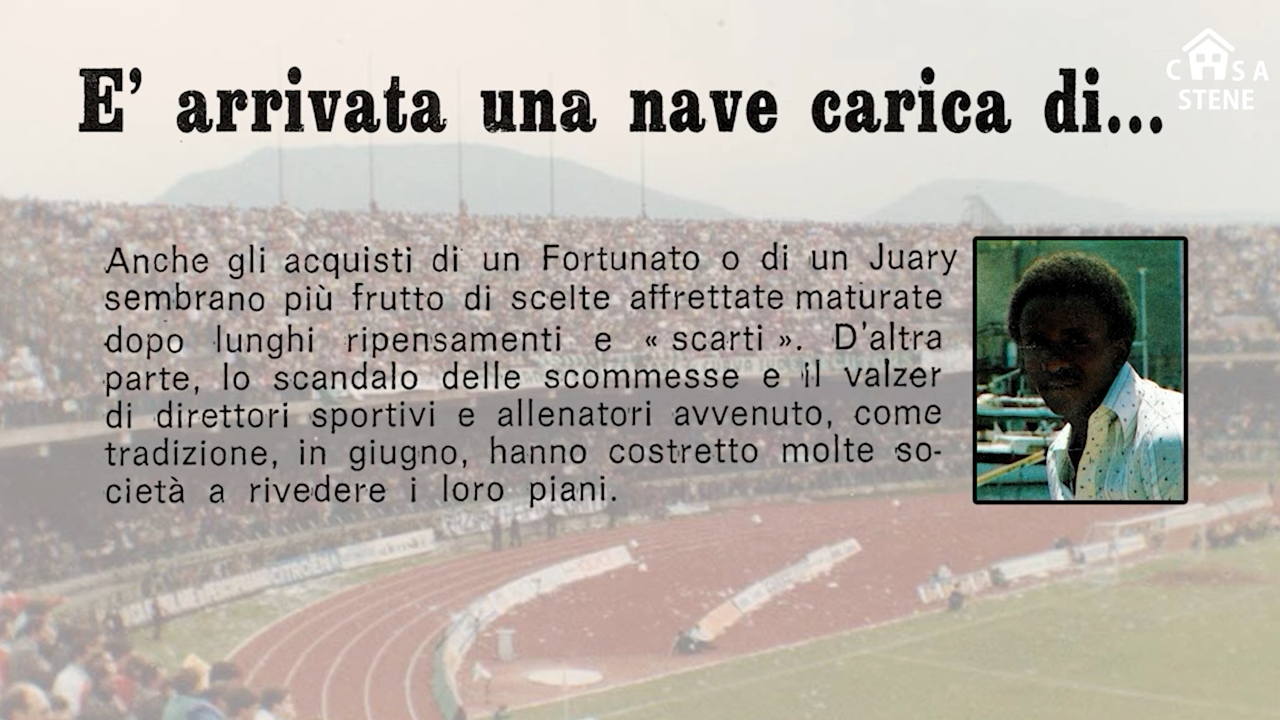 E' arrivata una nave carica di...
CASA
STENE
Anche gli acquisti di un Fortunato o di un Juary
sembrano più frutto di scelte affrettate maturate
dopo lunghi ripensamenti e « scarti ». D'altra
parte, lo scandalo delle scommesse e il valzer
di direttori sportivi e allenatori avvenuto, come
tradizione, in giugno, hanno costretto molte so-
cietà a rivedere i loro piani.
CITROËN